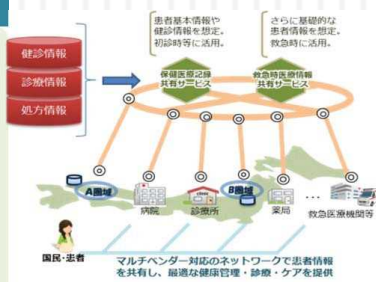 患者基本情報や
健診情報を想定。
初診時等に活用。
さらに基礎的な
患者情報を想定。
救急時に活用。
健診情報
診療情報
処方情報
保健医療記録
共有サービス
救急時医療情報
共有サービス
A圏域
病院
診療所
B圏域
薬局
…
救急医療機関等
国民・患者
マルチベンダー対応のネットワークで患者情報
を共有し、最適な健康管理・診療・ケアを提供